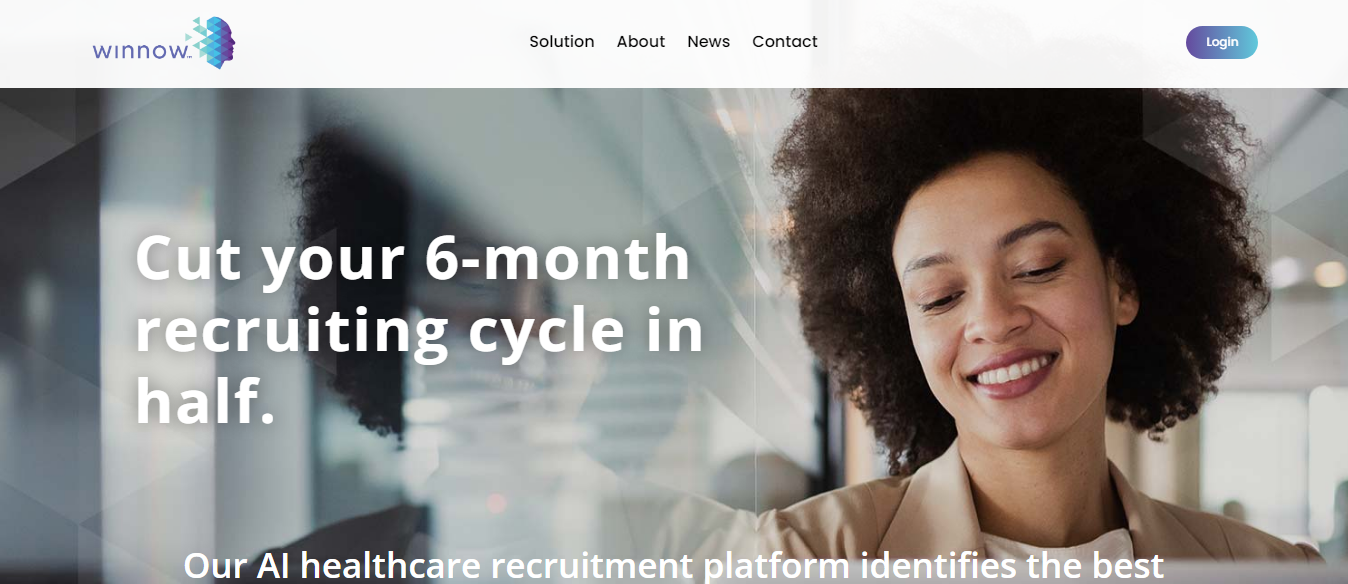 winnow
Solution About News Contact
Login
Cut your 6-month
recruiting cycle in
half.
Our AI healthcare recruitment platform identifies the best